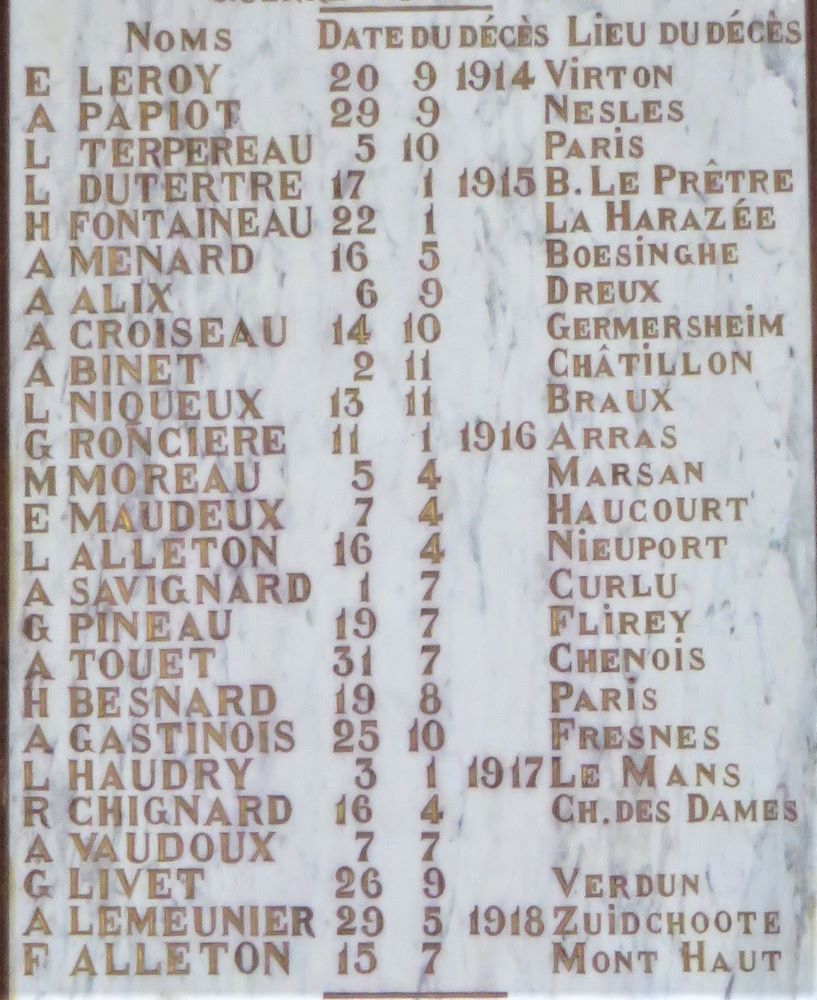 Noms Date du décès Lieu du décès
E LEROY 20 9 1914 Virton
A PAPIOT 29 9 Nesles
L TERPEREAU 5 10 Paris
L DUTERTRE 17 1 1915 B. Le Prêtre
H FONTAINEAU 22 1 La Harazée
A MENARD 16 5 Boesinghe
A ALIX 6 9 Dreux
A CROISEAU 14 10 Germersheim
A BINET 2 11 Châtillon
L NIQUEUX 13 11 Braux
G RONCIERE 11 1 1916 Arras
M MOREAU 5 4 Marsan
E MAUDEUX 7 4 Haucourt
L ALLETON 16 4 Nieuport
A SAVIGNARD 1 7 Curlu
G PINEAU 19 7 Flirey
A TOUET 31 7 Chenois
H BESNARD 19 8 Paris
A GASTINOIS 25 10 Fresnes
L HAUDRY 3 1 1917 Le Mans
R CHIGNARD 16 4 Ch. des Dames
A VAUDOUX 7 7
G LIVET 26 9 Verdun
A LEMEUNIER 29 5 1918 Zuidchoote
F ALLETON 15 7 Mont Haut